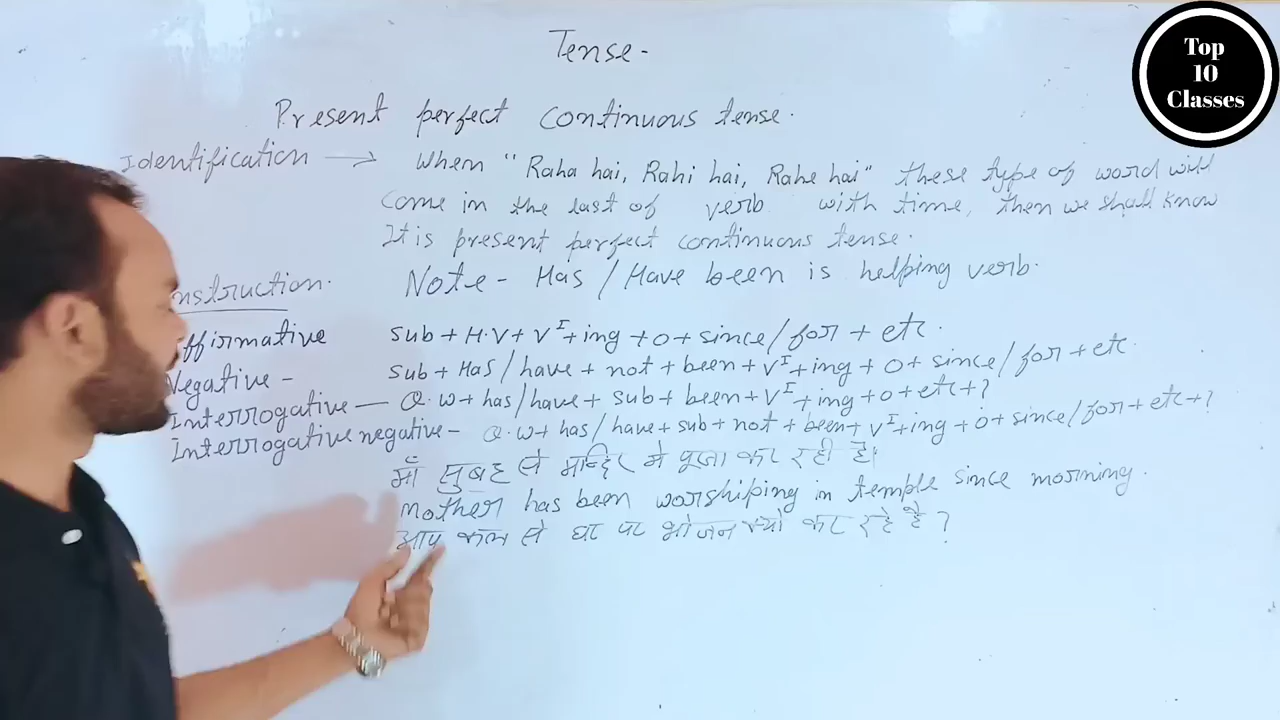 Top
10
Classes
Tense-
Present perfect continuous tense.
Identification → When "Raha hai, Rahi hai, Rahe hai" these type of word will
come in the last of verb with time, then we shall know
It is present perfect continuous tense.
nstruction. Note- Has / Have been is helping verb.
ffirmative sub + H.V + V^I + ing + o + since/for + etc.
Negative - sub + Has/have + not + been + V^I + ing + o + since/for + etc.
Interrogative — Q.w + has/have + sub + been + V^I + ing + o + etc + ?
Interrogative negative - Q.w + has/have + sub + not + been + V^I + ing + o + since/for + etc + ?
माँ सुबह से मन्दिर मे पूजा कर रही है।
mother has been worshiping in temple since morning.
आप कल से घर पर भोजन क्यो कर रहे है ?